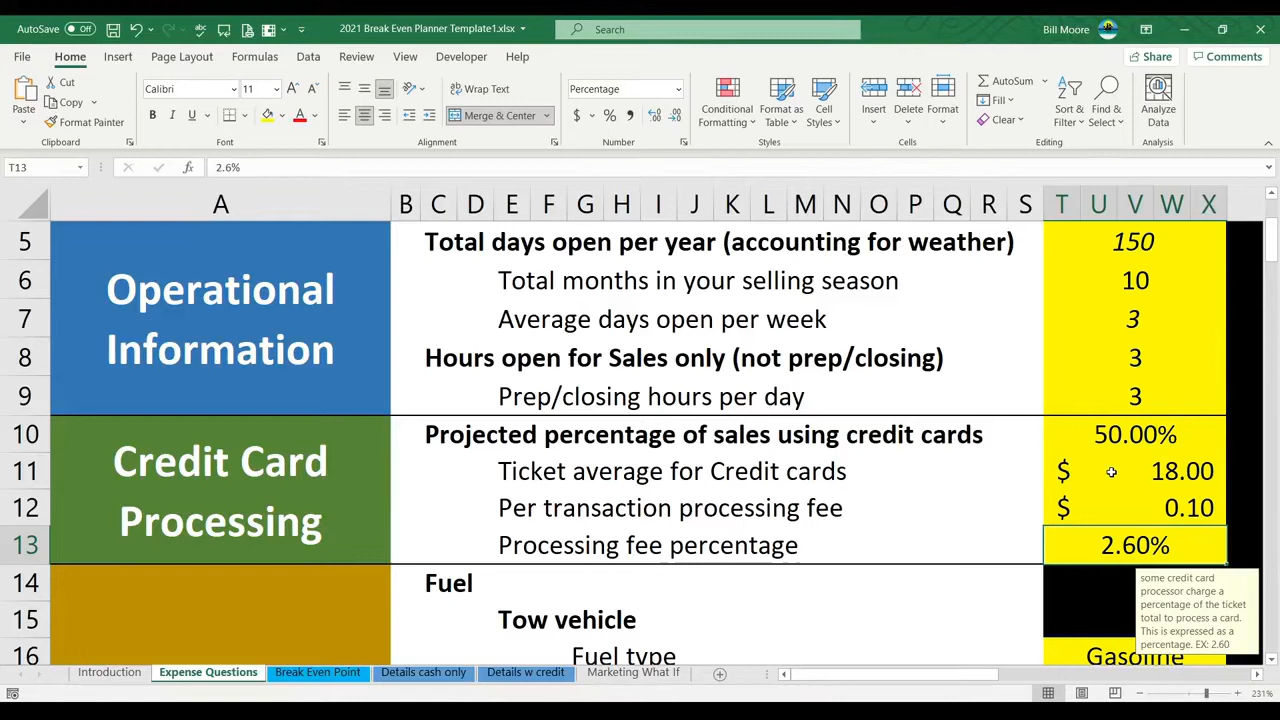 AutoSave Off 2021 Break Even Planner Template1.xlsx Search Bill Moore
File Home Insert Page Layout Formulas Data Review View Developer Help Share Comments
Paste Cut Copy Format Painter
Calibri 11
B I U A
Wrap Text
Merge & Center
Percentage
$ % ,
Conditional Formatting Format as Table Cell Styles
Insert Delete Format
AutoSum Fill Clear
Sort & Filter Find & Select
Analyze Data
Clipboard Font Alignment Number Styles Cells Editing Analysis
T13 fx 2.6%
A B C D E F G H I J K L M N O P Q R S T U V W X
Operational
Information
5 Total days open per year (accounting for weather) 150
6 Total months in your selling season 10
7 Average days open per week 3
8 Hours open for Sales only (not prep/closing) 3
9 Prep/closing hours per day 3
Credit Card
Processing
10 Projected percentage of sales using credit cards 50.00%
11 Ticket average for Credit cards $ 18.00
12 Per transaction processing fee $ 0.10
13 Processing fee percentage 2.60%
14 Fuel
15 Tow vehicle
16 Fuel type Gasoline
some credit card
processor charge a
percentage of the ticket
total to process a card.
This is expressed as a
percentage. EX: 2.60
Introduction Expense Questions Break Even Point Details cash only Details w credit Marketing What If
231%